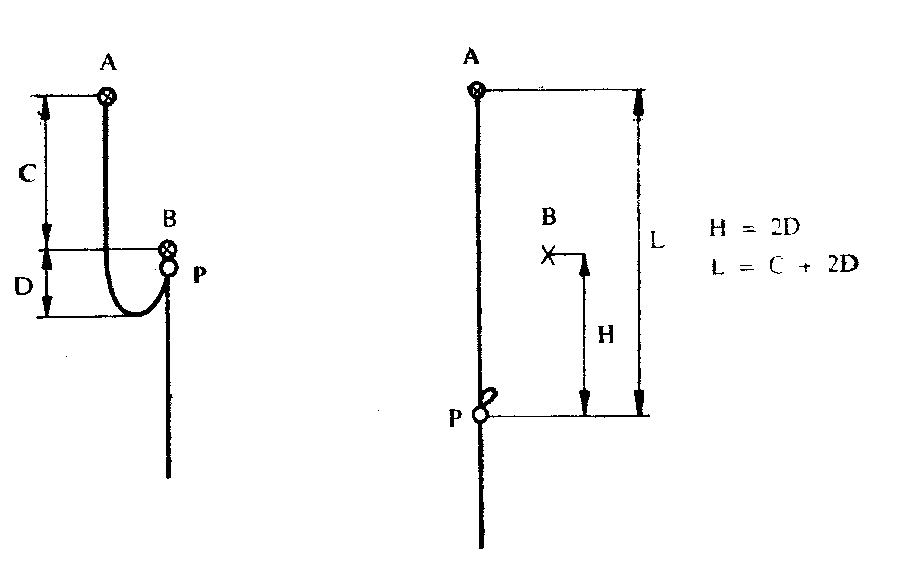 A
C
B
P
D
A
B
L
H = 2D
L = C + 2D
H
P